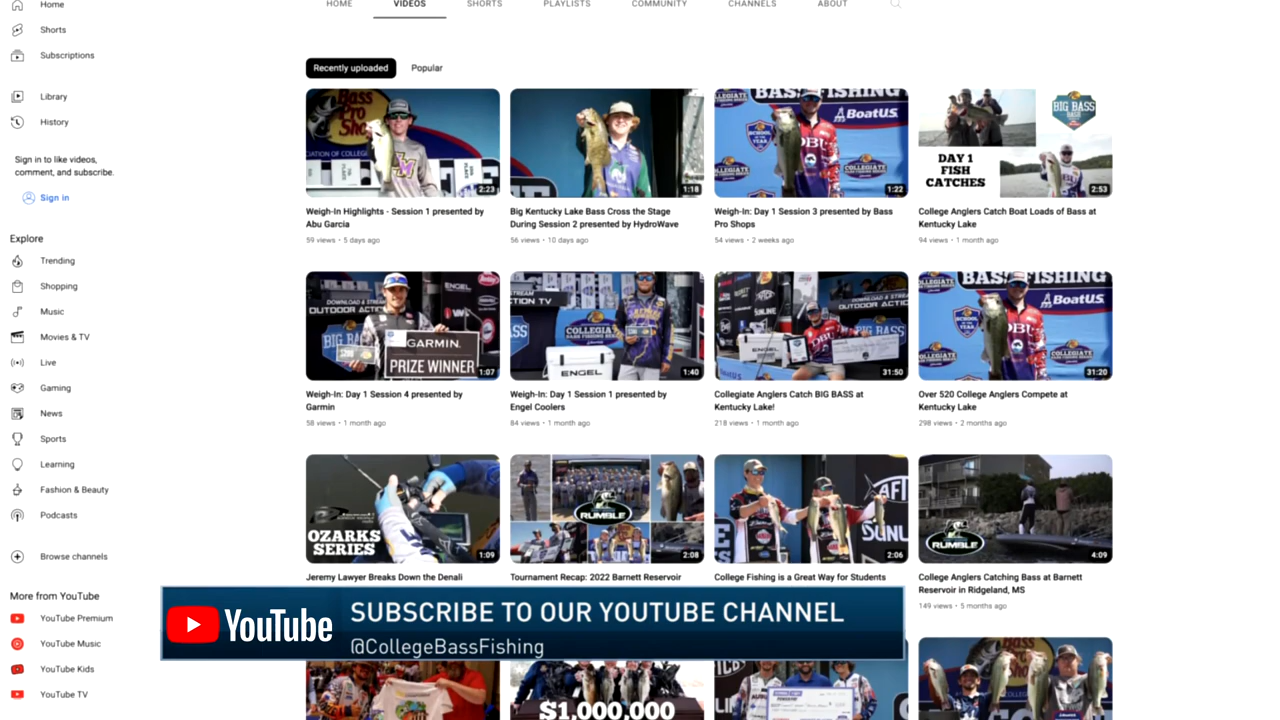 HOME
VIDEOS
SHORTS
PLAYLISTS
COMMUNITY
CHANNELS
ABOUT
Home
Shorts
Subscriptions
Library
History
Sign in to like videos,
comment, and subscribe.
Sign in
Explore
Trending
Shopping
Music
Movies & TV
Live
Gaming
News
Sports
Learning
Fashion & Beauty
Podcasts
Browse channels
More from YouTube
YouTube Premium
YouTube Music
YouTube Kids
YouTube TV
Recently uploaded
Popular
2:23
Weigh-In Highlights - Session 1 presented by
Abu Garcia
59 views • 5 days ago
1:18
Big Kentucky Lake Bass Cross the Stage
During Session 2 presented by HydroWave
56 views • 10 days ago
BASS FISHING
BoatUS.
1:22
Weigh-In: Day 1 Session 3 presented by Bass
Pro Shops
54 views • 2 weeks ago
BIG BASS
DAY 1
FISH
CATCHES
2:53
College Anglers Catch Boat Loads of Bass at
Kentucky Lake
94 views • 1 month ago
GARMIN
PRIZE WINNER
1:07
Weigh-In: Day 1 Session 4 presented by
Garmin
58 views • 1 month ago
ENGEL
1:40
Weigh-In: Day 1 Session 1 presented by
Engel Coolers
84 views • 1 month ago
ENGEL
BIG BASS
31:50
Collegiate Anglers Catch BIG BASS at
Kentucky Lake!
218 views • 1 month ago
BASS FISHING
BoatUS.
31:20
Over 520 College Anglers Compete at
Kentucky Lake
298 views • 2 months ago
OZARKS
SERIES
1:09
Jeremy Lawyer Breaks Down the Denali
RUMBLE
2:08
Tournament Recap: 2022 Barnett Reservoir
2:06
College Fishing is a Great Way for Students
RUMBLE
4:09
College Anglers Catching Bass at Barnett
Reservoir in Ridgeland, MS
149 views • 5 months ago
YouTube
SUBSCRIBE TO OUR YOUTUBE CHANNEL
@CollegeBassFishing
$1,000,000